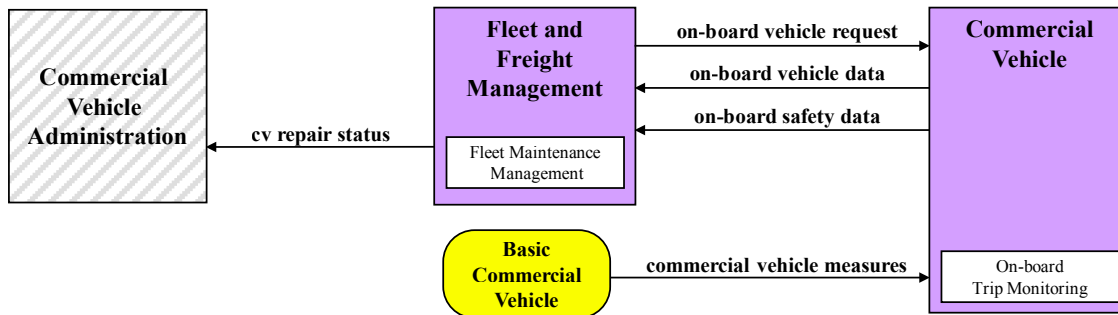 Commercial
Vehicle
Administration
cv repair status
Fleet and
Freight
Management
Fleet Maintenance
Management
on-board vehicle request
on-board vehicle data
on-board safety data
Commercial
Vehicle
On-board
Trip Monitoring
Basic
Commercial
Vehicle
commercial vehicle measures